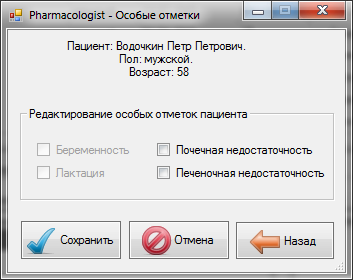 Pharmacologist - Особые отметки
Пациент: Водочкин Петр Петрович.
Пол: мужской.
Возраст: 58
Редактирование особых отметок пациента
Беременность
Почечная недостаточность
Лактация
Печеночная недостаточность
Сохранить
Отмена
Назад